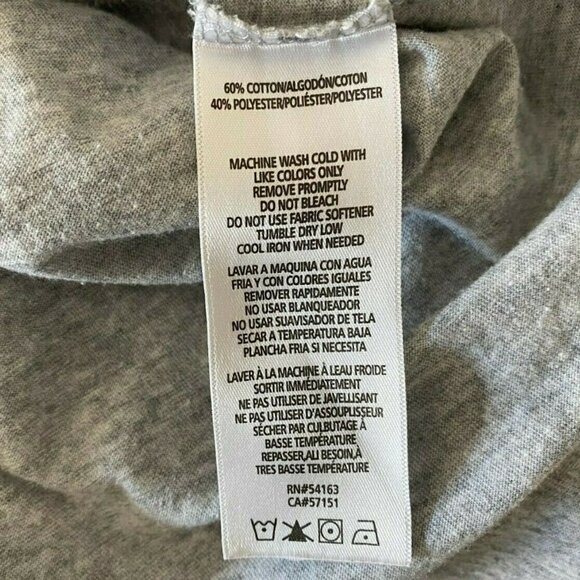 60% COTTON/ALGODÓN/COTON
40% POLYESTER/POLIÉSTER/POLYESTER
MACHINE WASH COLD WITH
LIKE COLORS ONLY
REMOVE PROMPTLY
DO NOT BLEACH
DO NOT USE FABRIC SOFTENER
TUMBLE DRY LOW
COOL IRON WHEN NEEDED
LAVAR A MAQUINA CON AGUA
FRIA Y CON COLORES IGUALES
REMOVER RAPIDAMENTE
NO USAR BLANQUEADOR
NO USAR SUAVISADOR DE TELA
SECAR A TEMPERATURA BAJA
PLANCHA FRIA SI NECESITA
LAVER À LA MACHINE À LEAU FROIDE
SORTIR IMMÉDIATEMENT
NE PAS UTILISER DE JAVELLISANT
NE PAS UTILISER D'ASSOUPLISSEUR
SÉCHER PAR CULBUTAGE À
BASSE TEMPÉRATURE
REPASSER,ALI BESOIN,À
TRES BASSE TEMPÉRATURE
RN#54163
CA#57151